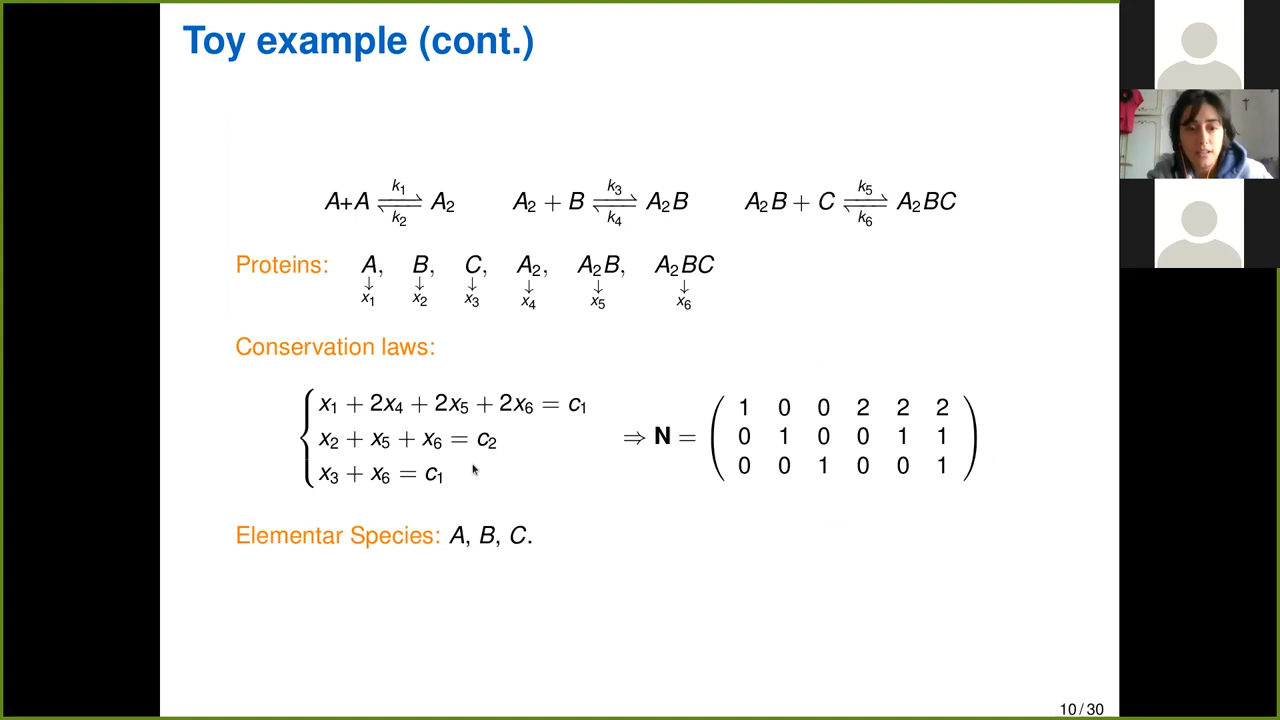 Toy example (cont.)
A+A k₁ ⇌ k₂ A₂ A₂ + B k₃ ⇌ k₄ A₂B A₂B + C k₅ ⇌ k₆ A₂BC
Proteins: A, B, C, A₂, A₂B, A₂BC
↓ ↓ ↓ ↓ ↓ ↓
x₁ x₂ x₃ x₄ x₅ x₆
Conservation laws:
x₁ + 2x₄ + 2x₅ + 2x₆ = c₁
x₂ + x₅ + x₆ = c₂
x₃ + x₆ = c₁
⇒ N =
1 0 0 2 2 2
0 1 0 0 1 1
0 0 1 0 0 1
Elementar Species: A, B, C.
10 / 30